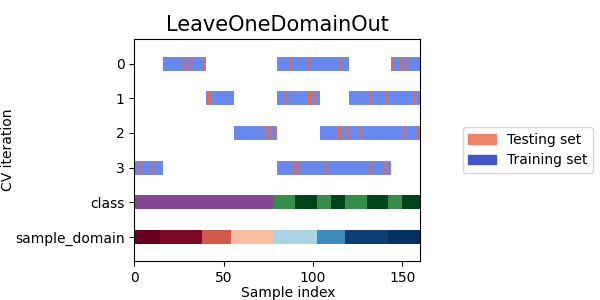 LeaveOneDomainOut
CV iteration
0
1
2
3
class
sample_domain
0
50
100
150
Sample index
Testing set
Training set